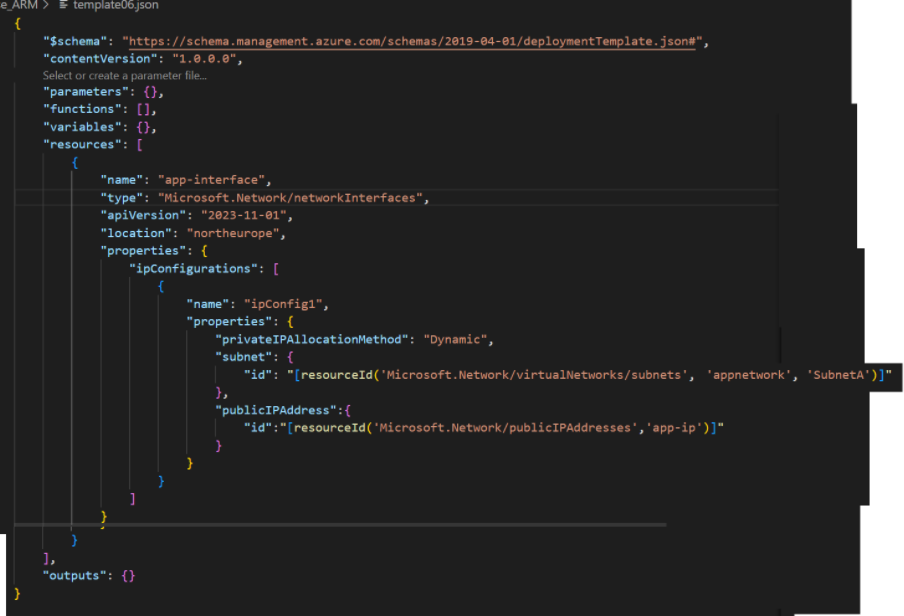 se_ARM > template06.json
{
"$schema": "https://schema.management.azure.com/schemas/2019-04-01/deploymentTemplate.json#",
"contentVersion": "1.0.0.0",
Select or create a parameter file...
"parameters": {},
"functions": [],
"variables": {},
"resources": [
{
"name": "app-interface",
"type": "Microsoft.Network/networkInterfaces",
"apiVersion": "2023-11-01",
"location": "northeurope",
"properties": {
"ipConfigurations": [
{
"name": "ipConfig1",
"properties": {
"privateIPAllocationMethod": "Dynamic",
"subnet": {
"id": "[resourceId('Microsoft.Network/virtualNetworks/subnets', 'appnetwork', 'SubnetA')]"
},
"publicIPAddress":{
"id":"[resourceId('Microsoft.Network/publicIPAddresses','app-ip')]"
}
}
}
]
}
}
],
"outputs": {}
}